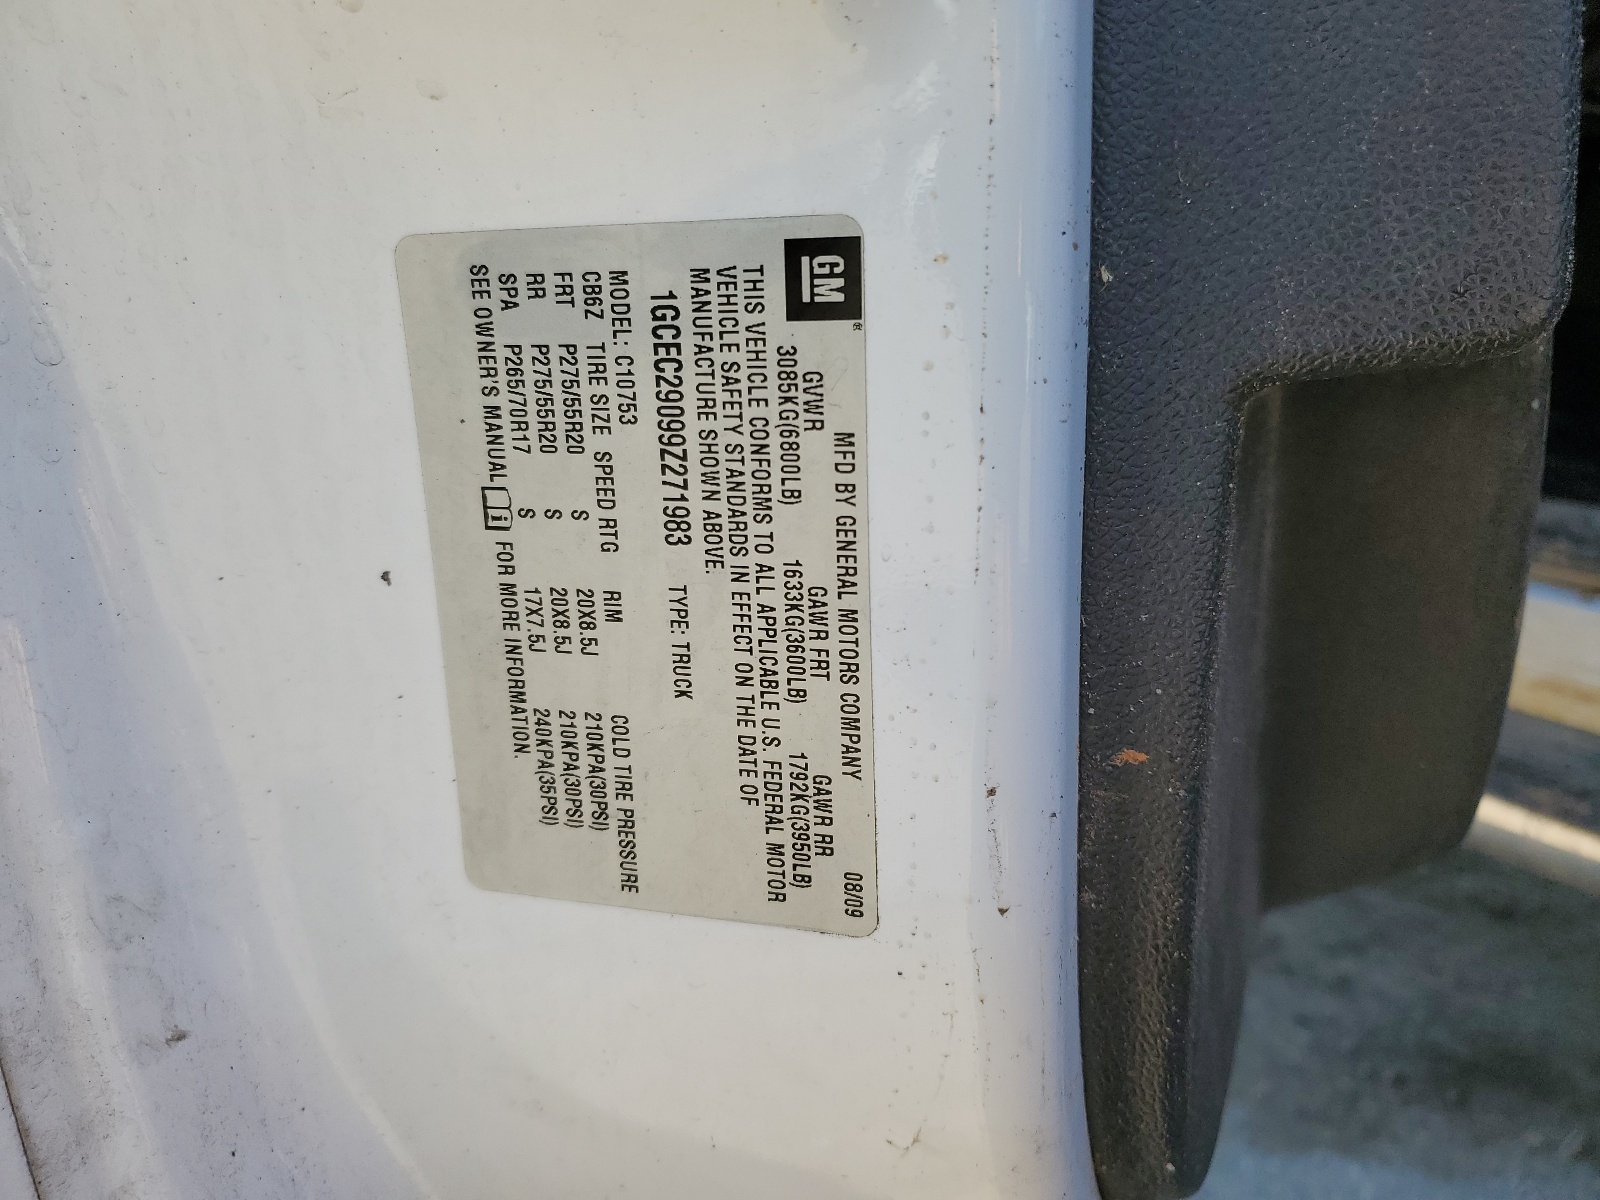 MFD BY GENERAL MOTORS COMPANY 08/09
GM®
GVWR GAWR FRT GAWR RR
3085KG(6800LB) 1633KG(3600LB) 1792KG(3950LB)
THIS VEHICLE CONFORMS TO ALL APPLICABLE U.S. FEDERAL MOTOR
VEHICLE SAFETY STANDARDS IN EFFECT ON THE DATE OF
MANUFACTURE SHOWN ABOVE.
1GCEC29099Z271983 TYPE: TRUCK
MODEL: C10753
CB6Z TIRE SIZE SPEED RTG RIM COLD TIRE PRESSURE
FRT P275/55R20 S 20X8.5J 210KPA(30PSI)
RR P275/55R20 S 20X8.5J 210KPA(30PSI)
SPA P265/70R17 S 17X7.5J 240KPA(35PSI)
SEE OWNER'S MANUAL i FOR MORE INFORMATION.